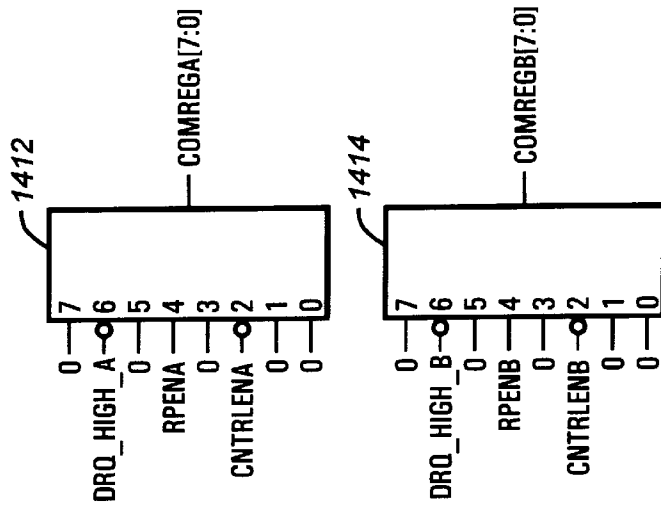 1412
0 7
DRQ_HIGH_A 6
0 5
RPENA 4
0 3
CNTRLENA 2
0 1
0 0
COMREGA[7:0]
1414
0 7
DRQ_HIGH_B 6
0 5
RPENB 4
0 3
CNTRLENB 2
0 1
0 0
COMREGB[7:0]